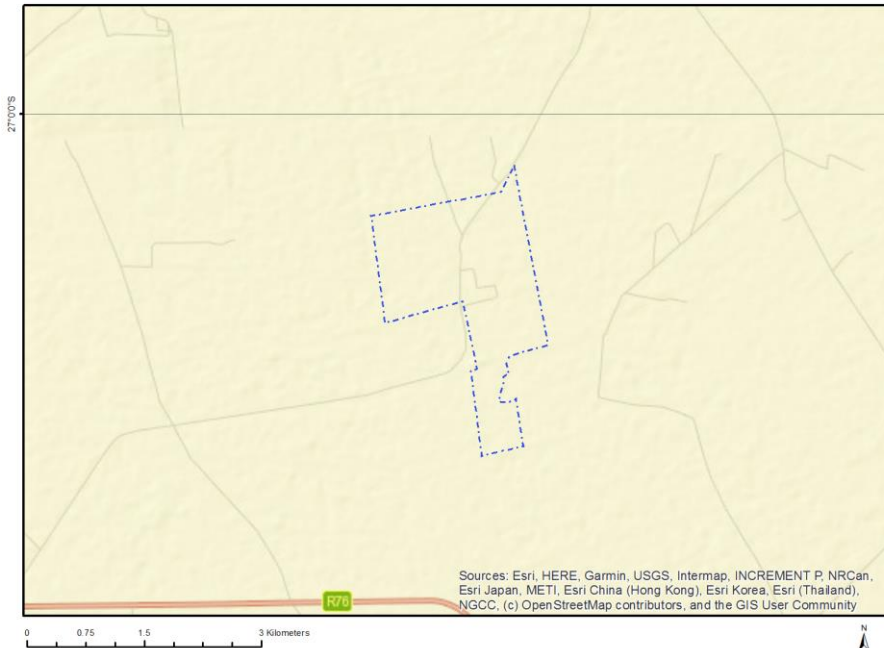 27°0'0"S
R76
Sources: Esri, HERE, Garmin, USGS, Intermap, INCREMENT P, NRCan,
Esri Japan, METI, Esri China (Hong Kong), Esri Korea, Esri (Thailand),
NGCC, (c) OpenStreetMap contributors, and the GIS User Community
0 0.75 1.5 3 Kilometers
N